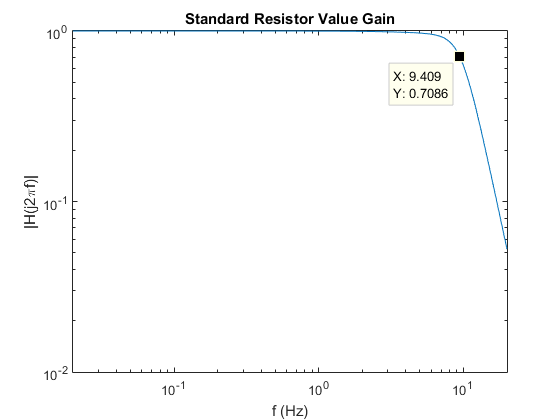 Standard Resistor Value Gain
10^0
X: 9.409
Y: 0.7086
|H(j2πf)|
10^-1
10^-2
10^-1
10^0
10^1
f (Hz)